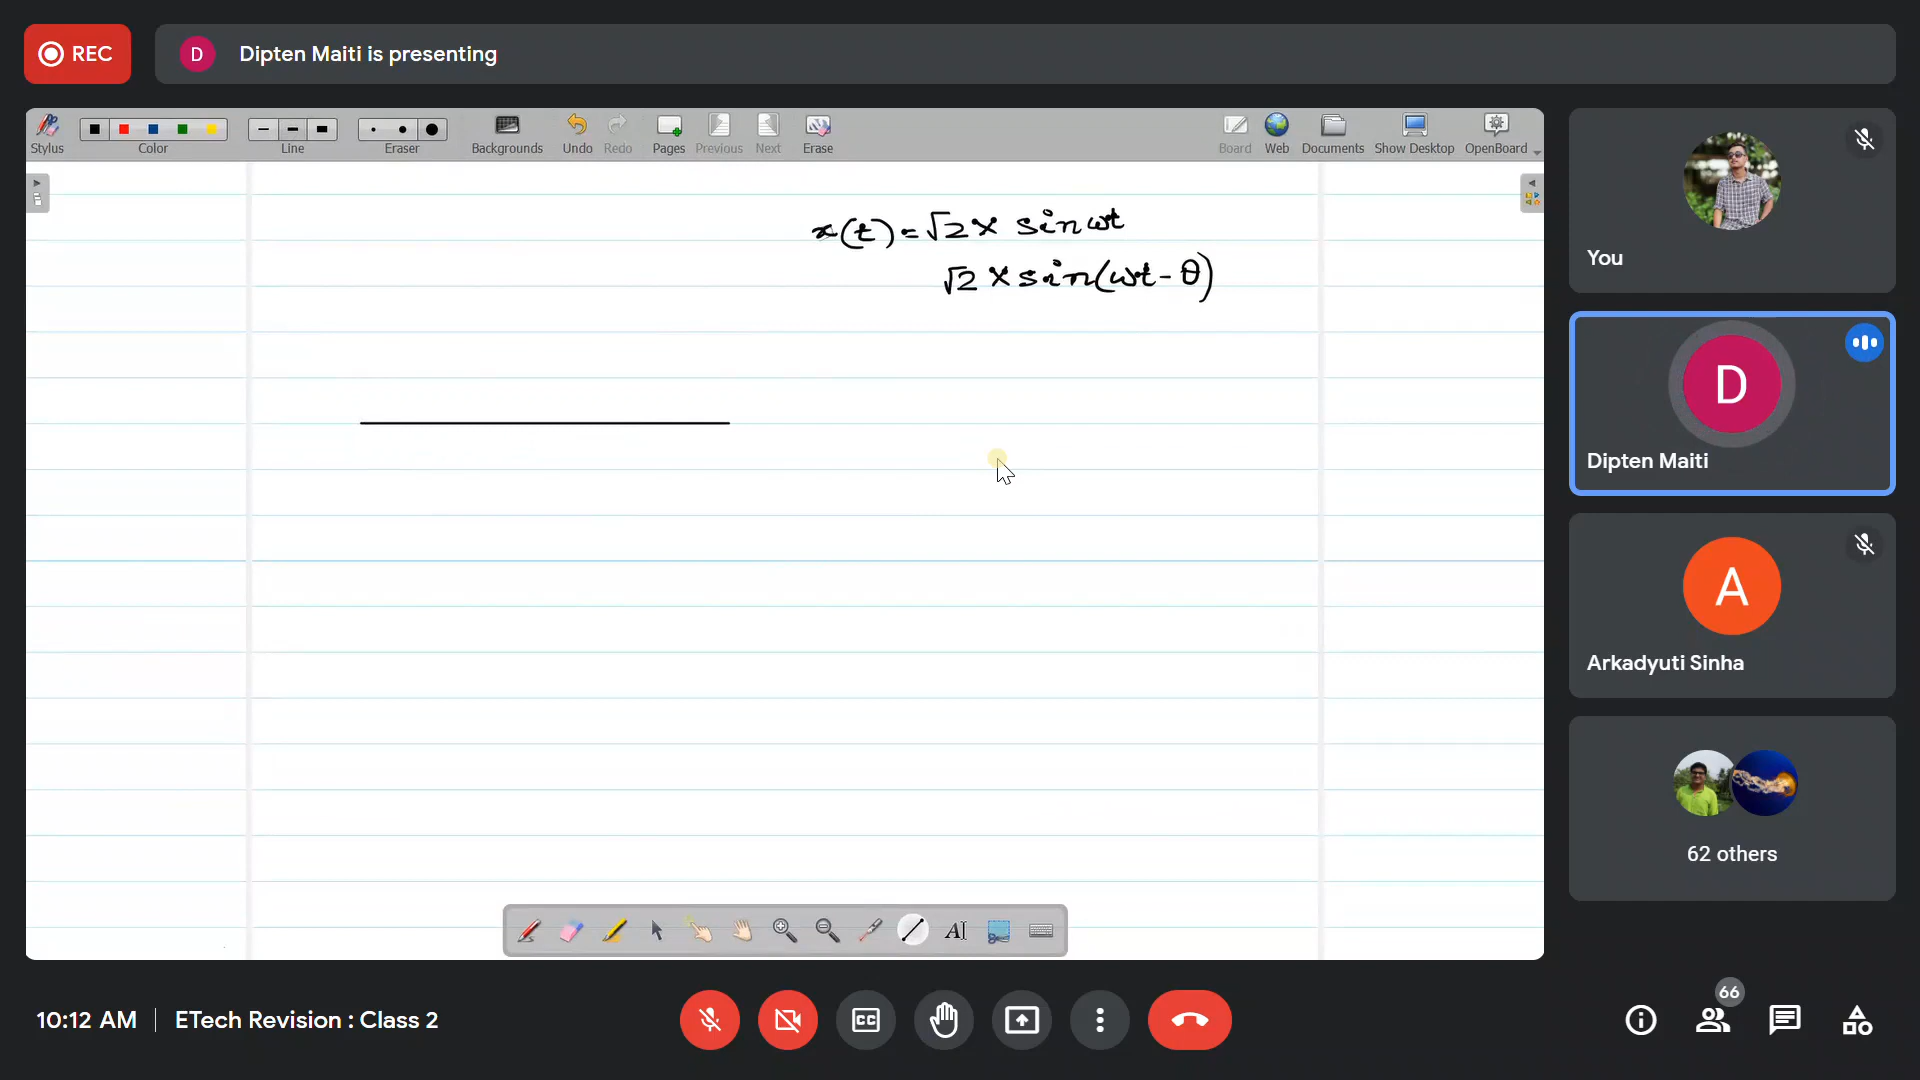 REC
D
Dipten Maiti is presenting
Stylus
Color
Line
Eraser
Backgrounds
Undo
Redo
Pages
Previous
Next
Erase
Board
Web
Documents
Show Desktop
OpenBoard
x(t) = √2 X sin ωt
√2 X sin(ωt - θ)
You
D
Dipten Maiti
A
Arkadyuti Sinha
62 others
AI
10:12 AM | ETech Revision : Class 2
CC
66